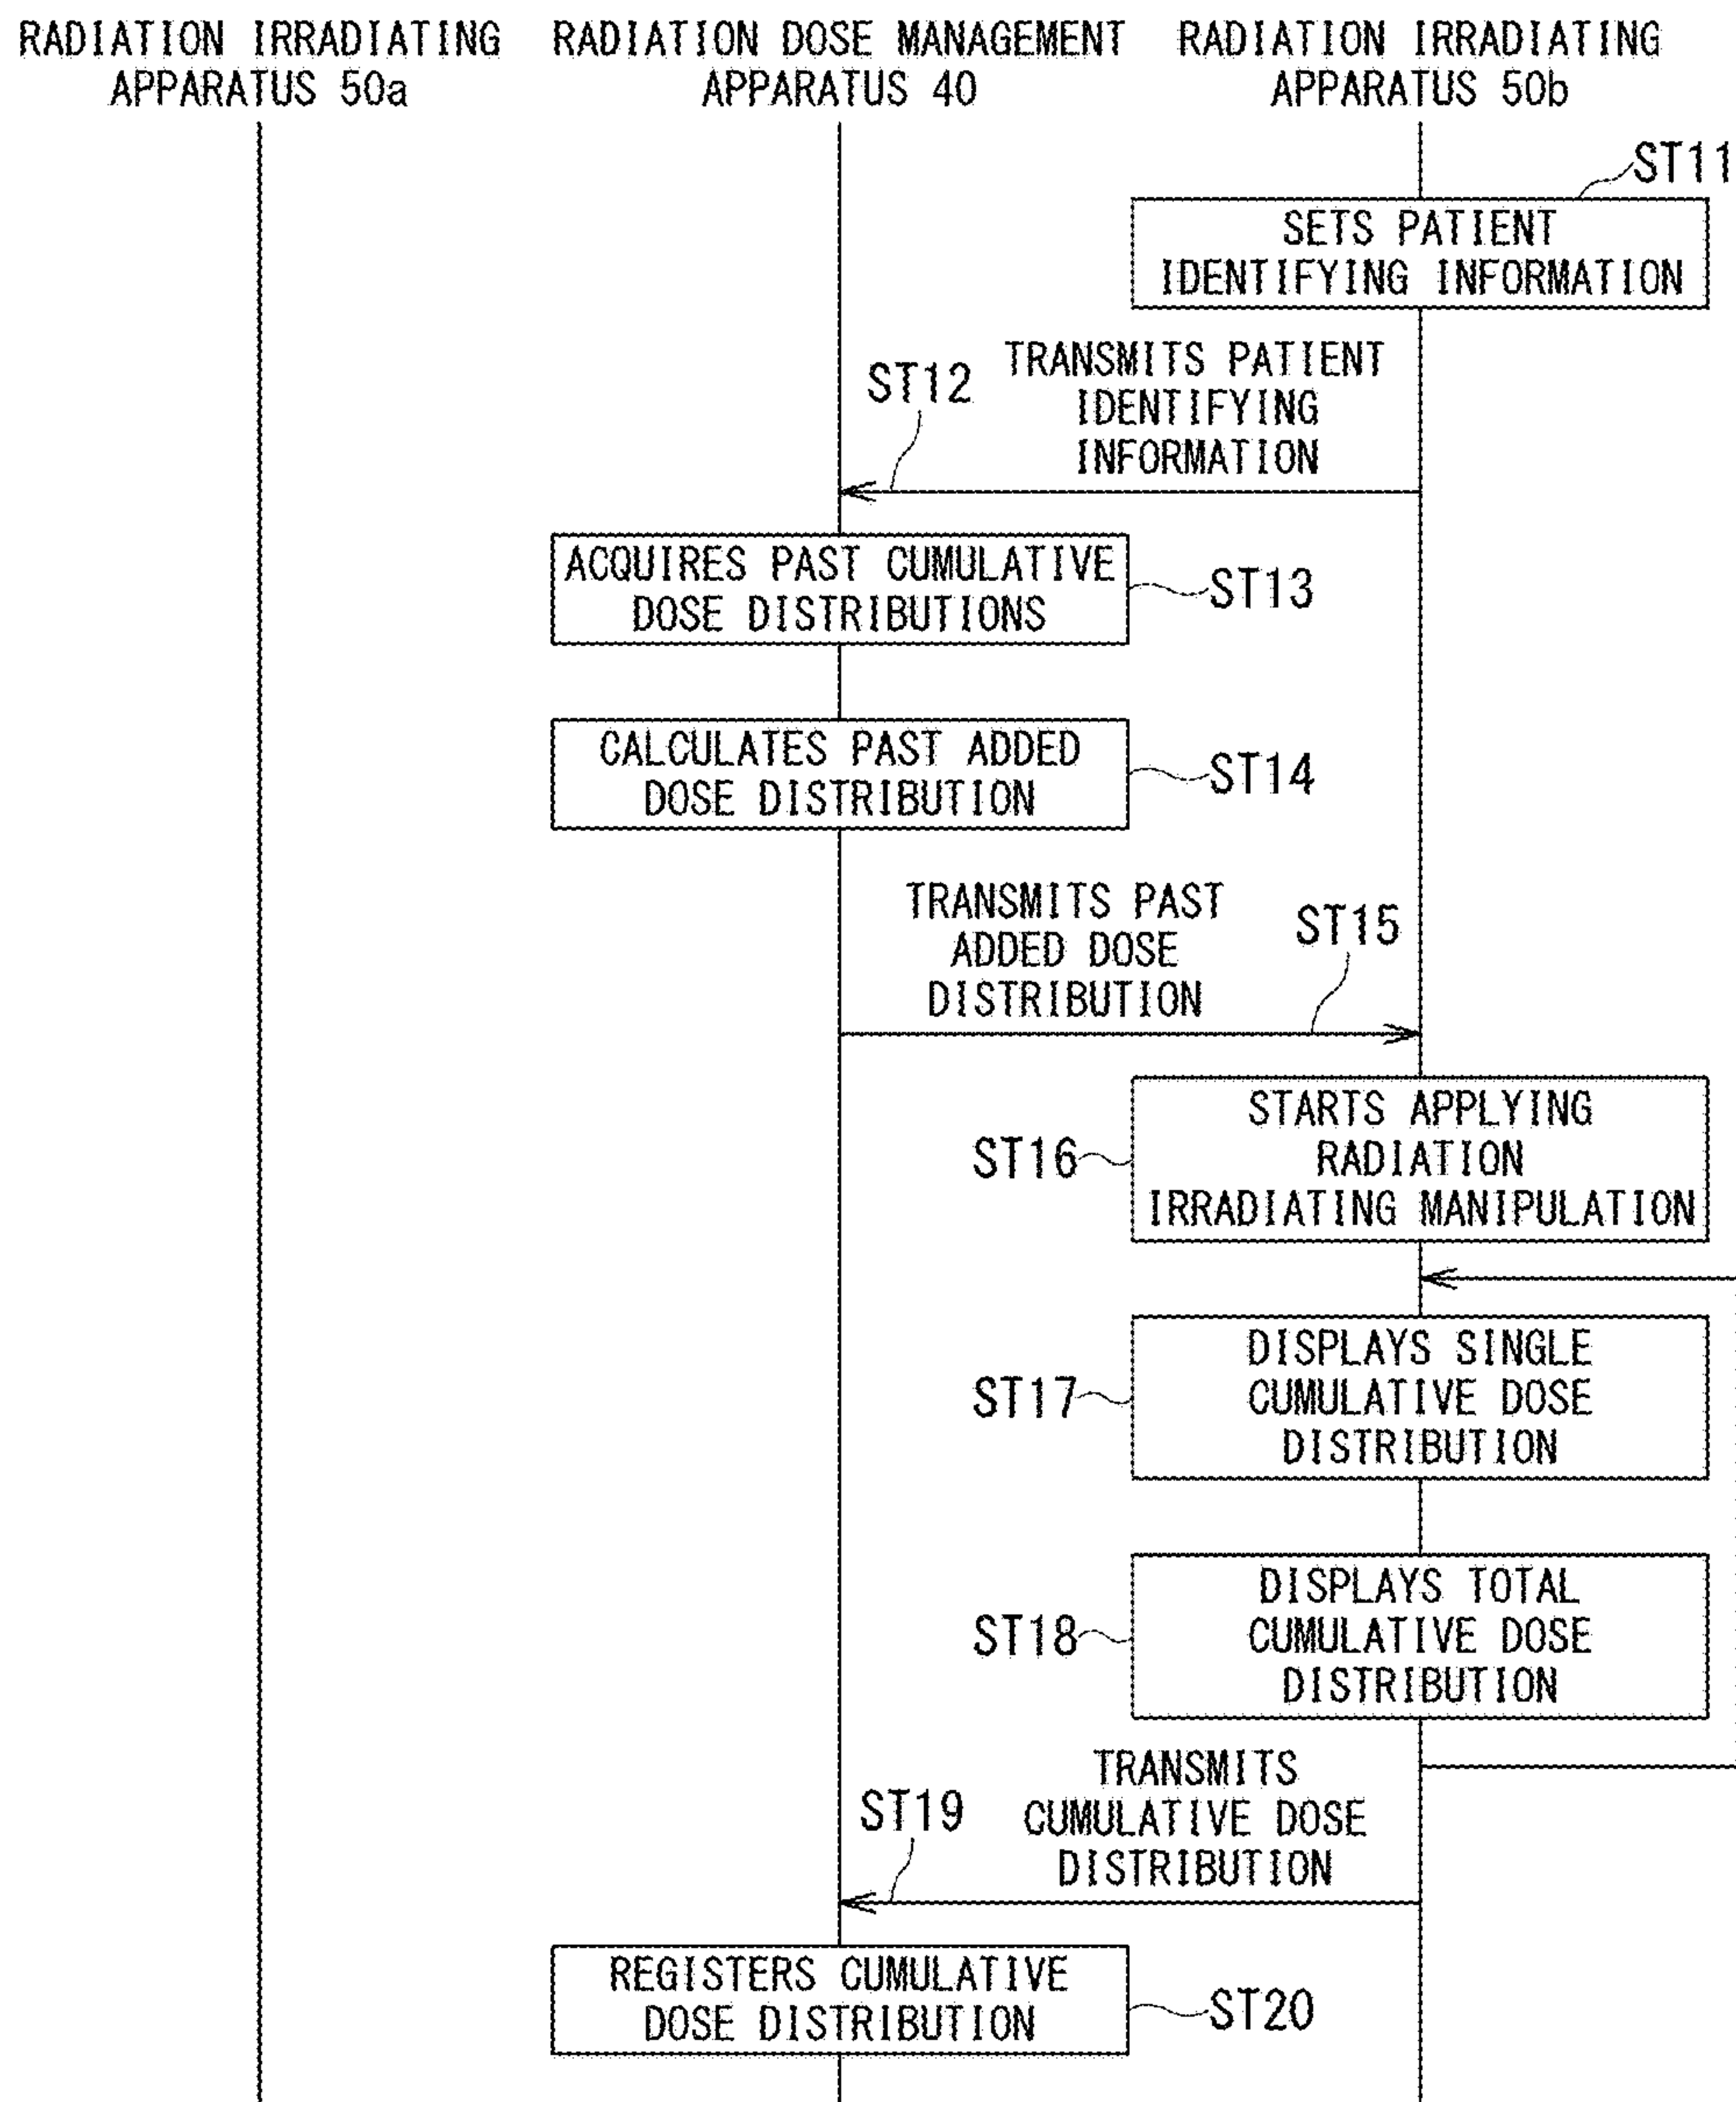 RADIATION IRRADIATING
APPARATUS 50a
RADIATION DOSE MANAGEMENT
APPARATUS 40
RADIATION IRRADIATING
APPARATUS 50b
ST11
SETS PATIENT
IDENTIFYING INFORMATION
ST12
TRANSMITS PATIENT
IDENTIFYING
INFORMATION
ACQUIRES PAST CUMULATIVE
DOSE DISTRIBUTIONS
ST13
CALCULATES PAST ADDED
DOSE DISTRIBUTION
ST14
TRANSMITS PAST
ADDED DOSE
DISTRIBUTION
ST15
ST16
STARTS APPLYING
RADIATION
IRRADIATING MANIPULATION
ST17
DISPLAYS SINGLE
CUMULATIVE DOSE
DISTRIBUTION
ST18
DISPLAYS TOTAL
CUMULATIVE DOSE
DISTRIBUTION
ST19
TRANSMITS
CUMULATIVE DOSE
DISTRIBUTION
REGISTERS CUMULATIVE
DOSE DISTRIBUTION
ST20